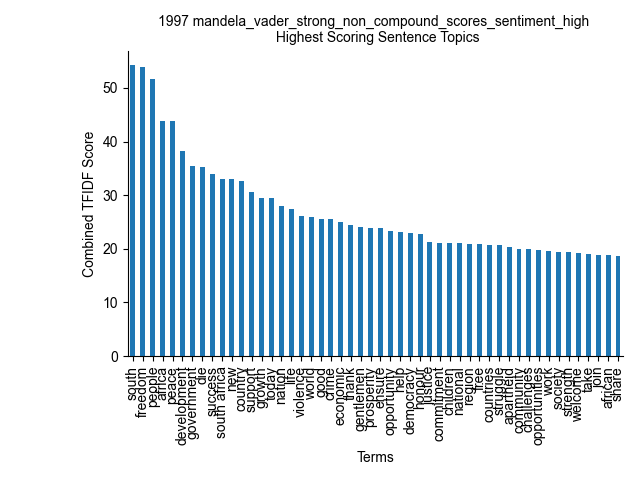 1997 mandela_vader_strong_non_compound_scores_sentiment_high
Highest Scoring Sentence Topics
Combined TFIDF Score
50
40
30
20
10
0
south
freedom
people
africa
peace
development
government
die
success
south africa
new
country
support
growth
today
nation
life
violence
world
good
crime
economic
thank
gentlemen
prosperity
ensure
opportunity
help
democracy
honour
justice
commitment
children
national
region
free
countries
struggle
apartheid
community
challenges
opportunities
work
society
strength
welcome
take
join
african
share
Terms